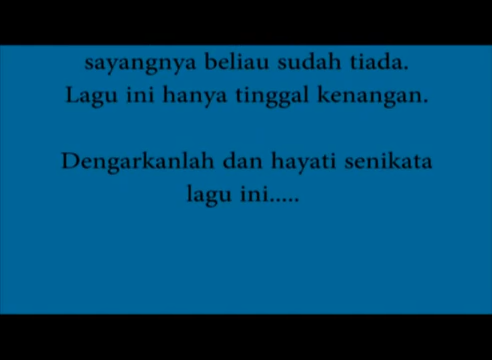 sayangnya beliau sudah tiada.
Lagu ini hanya tinggal kenangan.
Dengarkanlah dan hayati senikata
lagu ini.....